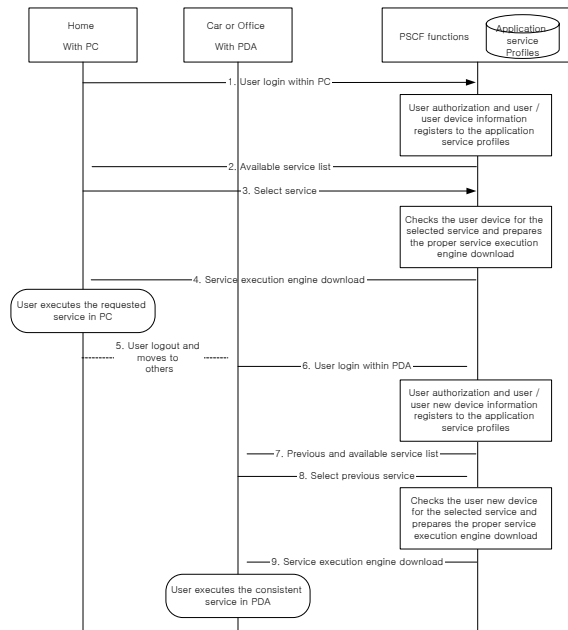 Home
With PC
Car or Office
With PDA
PSCF functions
Application
service
Profiles
1. User login within PC
User authorization and user /
user device information
registers to the application
service profiles
2. Available service list
3. Select service
Checks the user device for the
selected service and prepares
the proper service execution
engine download
4. Service execution engine download
User executes the requested
service in PC
5. User logout and
moves to
others
6. User login within PDA
User authorization and user /
user new device information
registers to the application
service profiles
7. Previous and available service list
8. Select previous service
Checks the user new device
for the selected service and
prepares the proper service
execution engine download
9. Service execution engine download
User executes the consistent
service in PDA